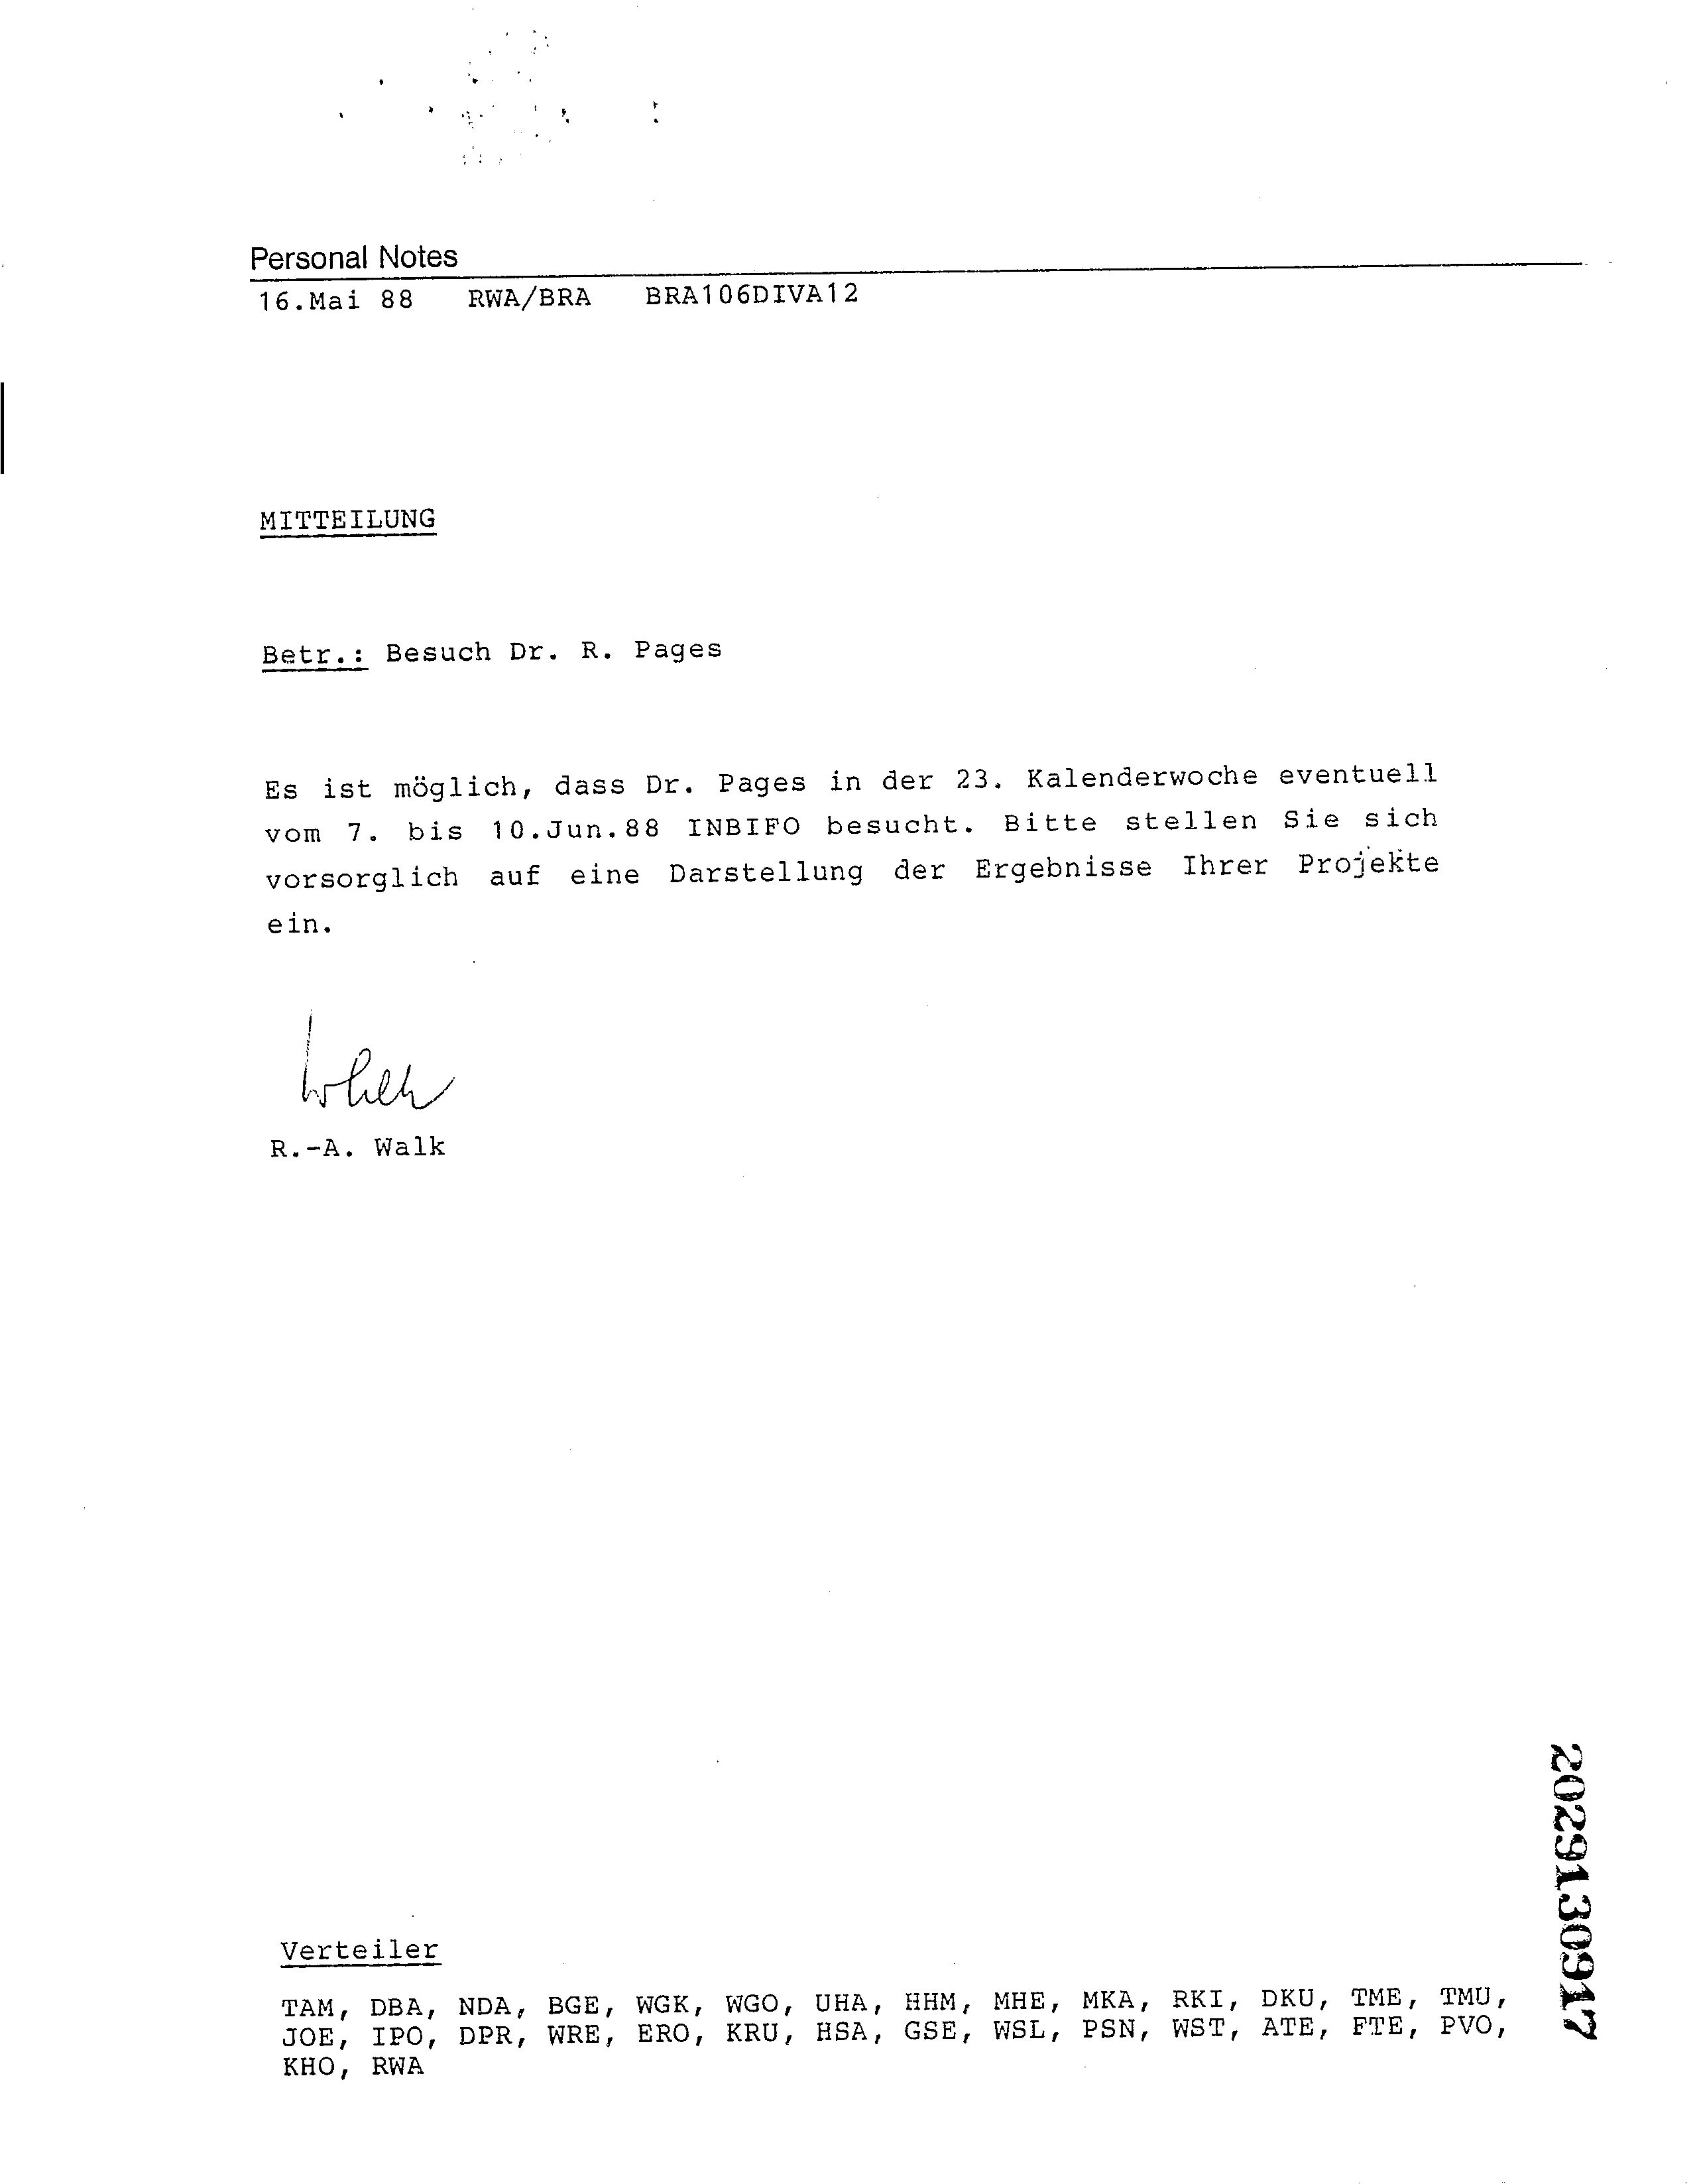 Personal Notes
16.Mai 88 RWA/BRA BRA106DIVA12
MITTEILUNG
Betr.: Besuch Dr. R. Pages
Es ist möglich, dass Dr. Pages in der 23. Kalenderwoche eventuell
vom 7. bis 10.Jun.88 INBIFO besucht. Bitte stellen Sie sich
vorsorglich auf eine Darstellung der Ergebnisse Ihrer Projekte
ein.
R.-A. Walk
Verteiler
TAM, DBA, NDA, BGE, WGK, WGO, UHA, HHM, MHE, MKA, RKI, DKU, TME, TMU,
JOE, IPO, DPR, WRE, ERO, KRU, HSA, GSE, WSL, PSN, WST, ATE, FTE, PVO,
KHO, RWA
2029130917